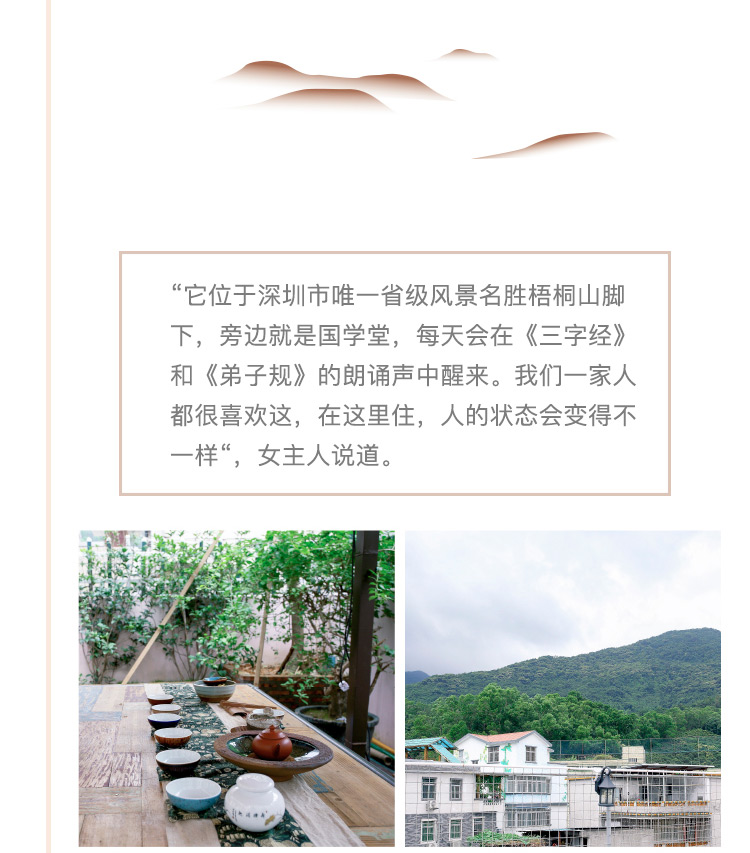 “它位于深圳市唯一省级风景名胜梧桐山脚
下，旁边就是国学堂，每天会在《三字经》
和《弟子规》的朗诵声中醒来。我们一家人
都很喜欢这，在这里住，人的状态会变得不
一样“，女主人说道。